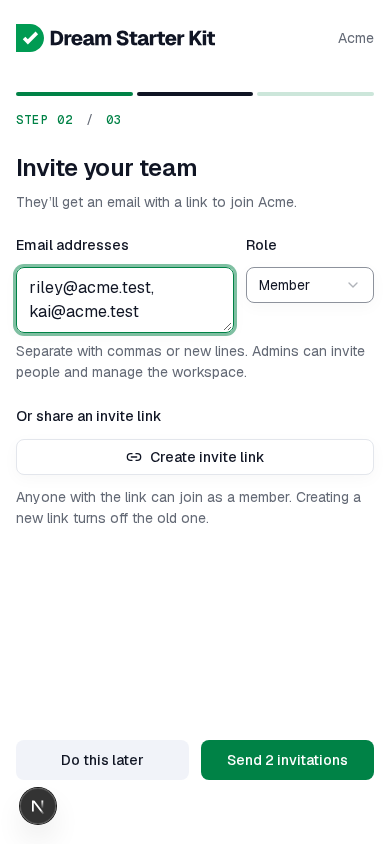 Dream Starter Kit
Acme
STEP 02 / 03
Invite your team
They'll get an email with a link to join Acme.
Email addresses
Role
riley@acme.test,
kai@acme.test
Member
Separate with commas or new lines. Admins can invite
people and manage the workspace.
Or share an invite link
Create invite link
Anyone with the link can join as a member. Creating a
new link turns off the old one.
Do this later
Send 2 invitations
N